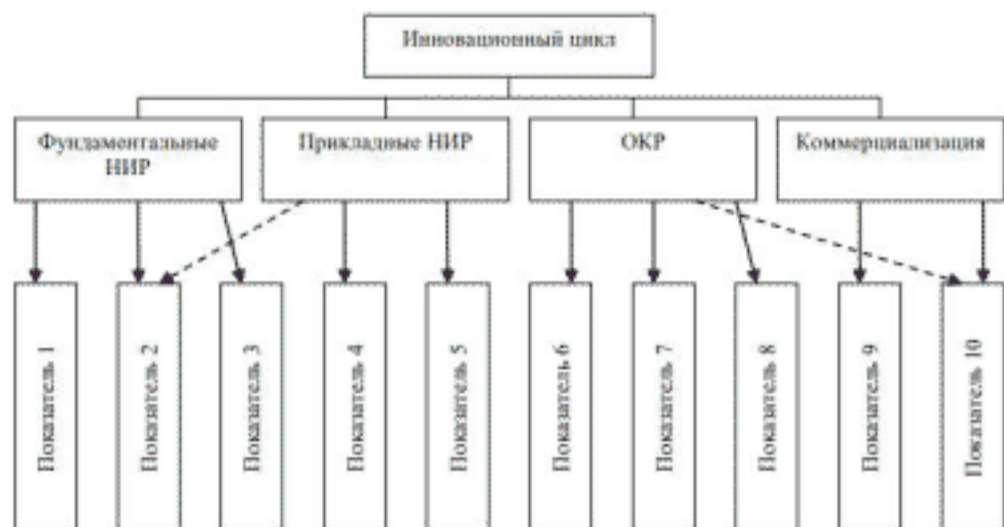 Инновационный цикл
Фундаментальные
НИР
Прикладные НИР
ОКР
Коммерциализация
Показатель 1
Показатель 2
Показатель 3
Показатель 4
Показатель 5
Показатель 6
Показатель 7
Показатель 8
Показатель 9
Показатель 10